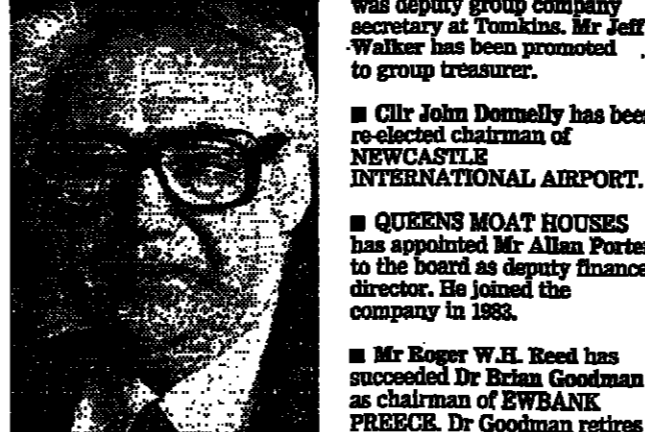 was deputy group company
secretary at Tomkins. Mr Jeff
Walker has been promoted
to group treasurer.
■ Cllr John Donnelly has been
re-elected chairman of
NEWCASTLE
INTERNATIONAL AIRPORT.
■ QUEENS MOAT HOUSES
has appointed Mr Allan Porter
to the board as deputy finance
director. He joined the
company in 1983.
■ Mr Roger W.H. Reed has
succeeded Dr Brian Goodman
as chairman of EWBANK
PREECE. Dr Goodman retires